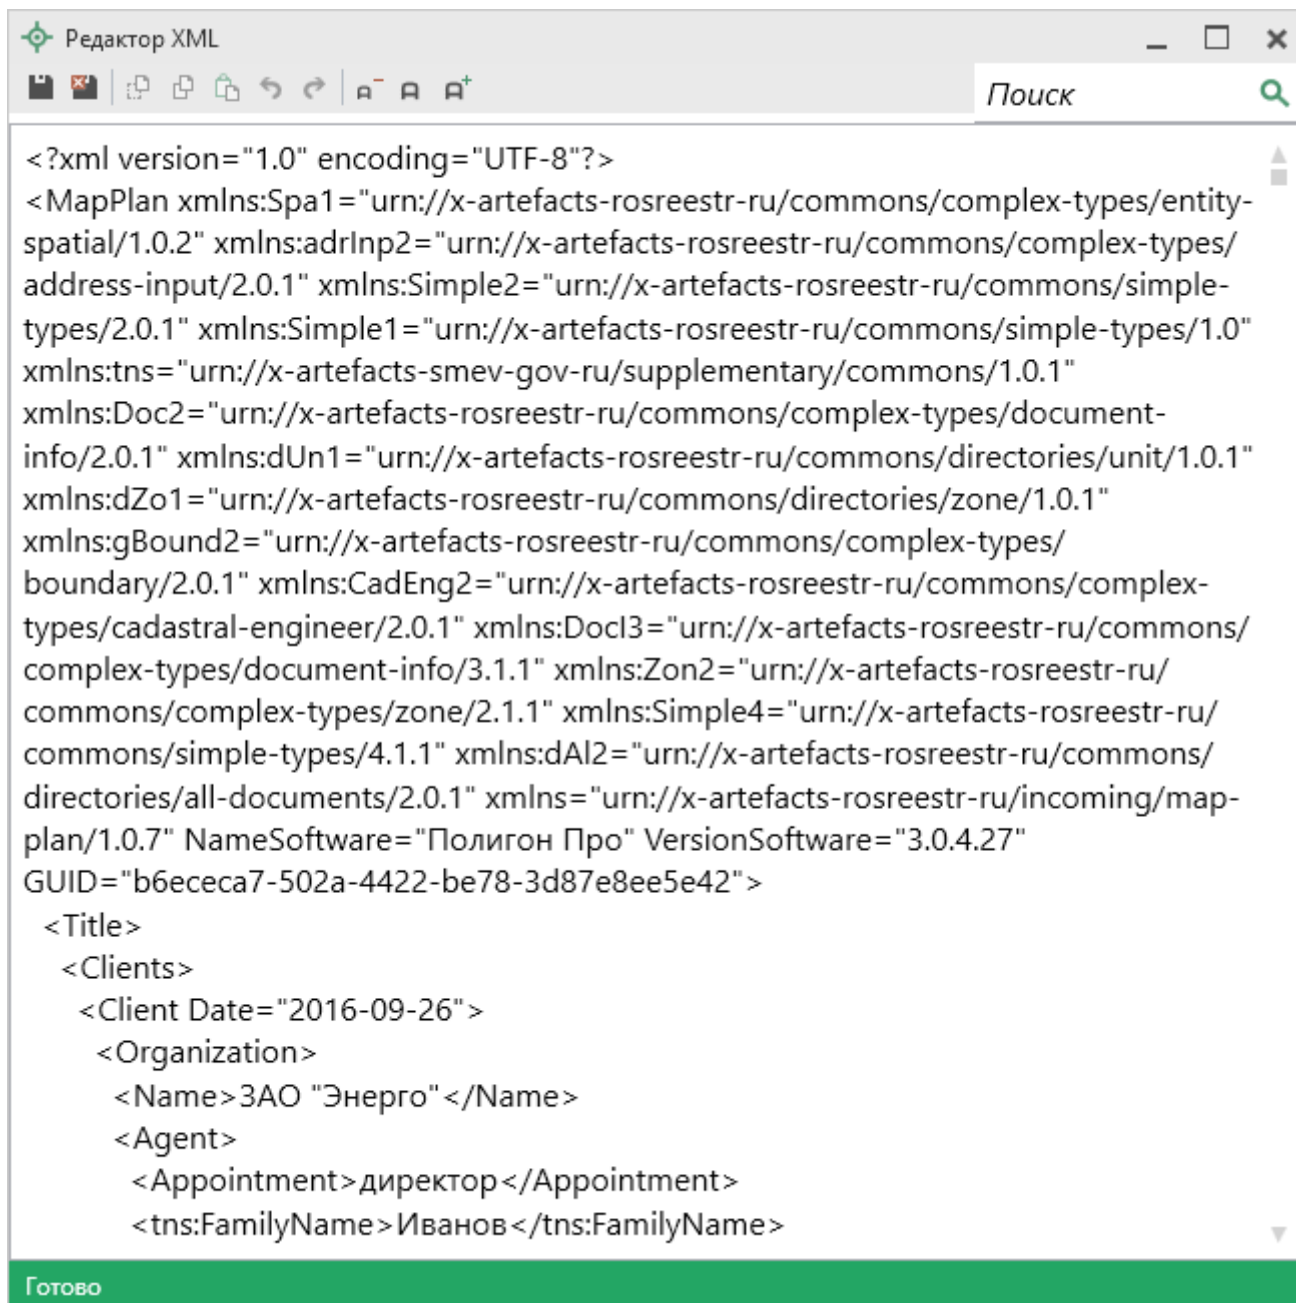 Редактор XML
Поиск
<?xml version="1.0" encoding="UTF-8"?>
<MapPlan xmlns:Spa1="urn://x-artefacts-rosreestr-ru/commons/complex-types/entity-
spatial/1.0.2" xmlns:adrInp2="urn://x-artefacts-rosreestr-ru/commons/complex-types/
address-input/2.0.1" xmlns:Simple2="urn://x-artefacts-rosreestr-ru/commons/simple-
types/2.0.1" xmlns:Simple1="urn://x-artefacts-rosreestr-ru/commons/simple-types/1.0"
xmlns:tns="urn://x-artefacts-smev-gov-ru/supplementary/commons/1.0.1"
xmlns:Doc2="urn://x-artefacts-rosreestr-ru/commons/complex-types/document-
info/2.0.1" xmlns:dUn1="urn://x-artefacts-rosreestr-ru/commons/directories/unit/1.0.1"
xmlns:dZo1="urn://x-artefacts-rosreestr-ru/commons/directories/zone/1.0.1"
xmlns:gBound2="urn://x-artefacts-rosreestr-ru/commons/complex-types/
boundary/2.0.1" xmlns:CadEng2="urn://x-artefacts-rosreestr-ru/commons/complex-
types/cadastral-engineer/2.0.1" xmlns:DocI3="urn://x-artefacts-rosreestr-ru/commons/
complex-types/document-info/3.1.1" xmlns:Zon2="urn://x-artefacts-rosreestr-ru/
commons/complex-types/zone/2.1.1" xmlns:Simple4="urn://x-artefacts-rosreestr-ru/
commons/simple-types/4.1.1" xmlns:dAl2="urn://x-artefacts-rosreestr-ru/commons/
directories/all-documents/2.0.1" xmlns="urn://x-artefacts-rosreestr-ru/incoming/map-
plan/1.0.7" NameSoftware="Полигон Про" VersionSoftware="3.0.4.27"
GUID="b6ececa7-502a-4422-be78-3d87e8ee5e42">
<Title>
<Clients>
<Client Date="2016-09-26">
<Organization>
<Name>ЗАО "Энерго"</Name>
<Agent>
<Appointment>директор</Appointment>
<tns:FamilyName>Иванов</tns:FamilyName>
Готово